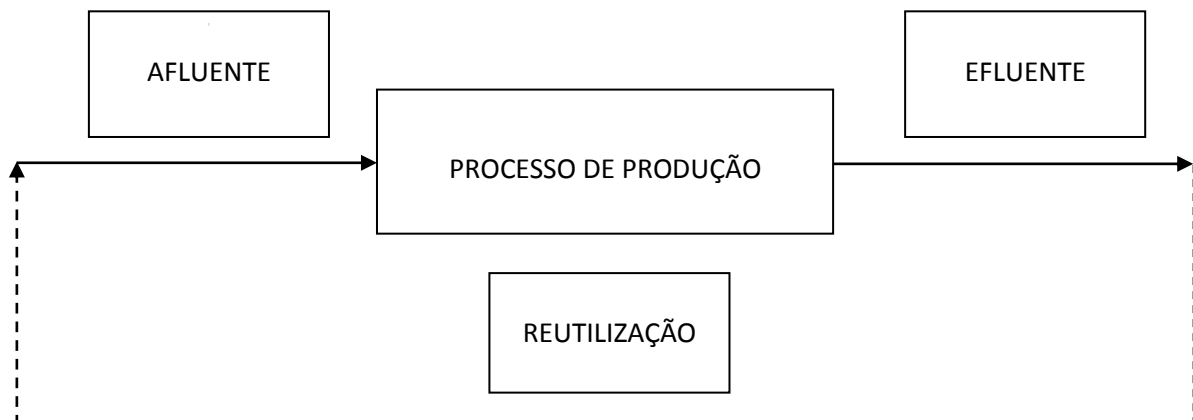 AFLUENTE
EFLUENTE
PROCESSO DE PRODUÇÃO
REUTILIZAÇÃO